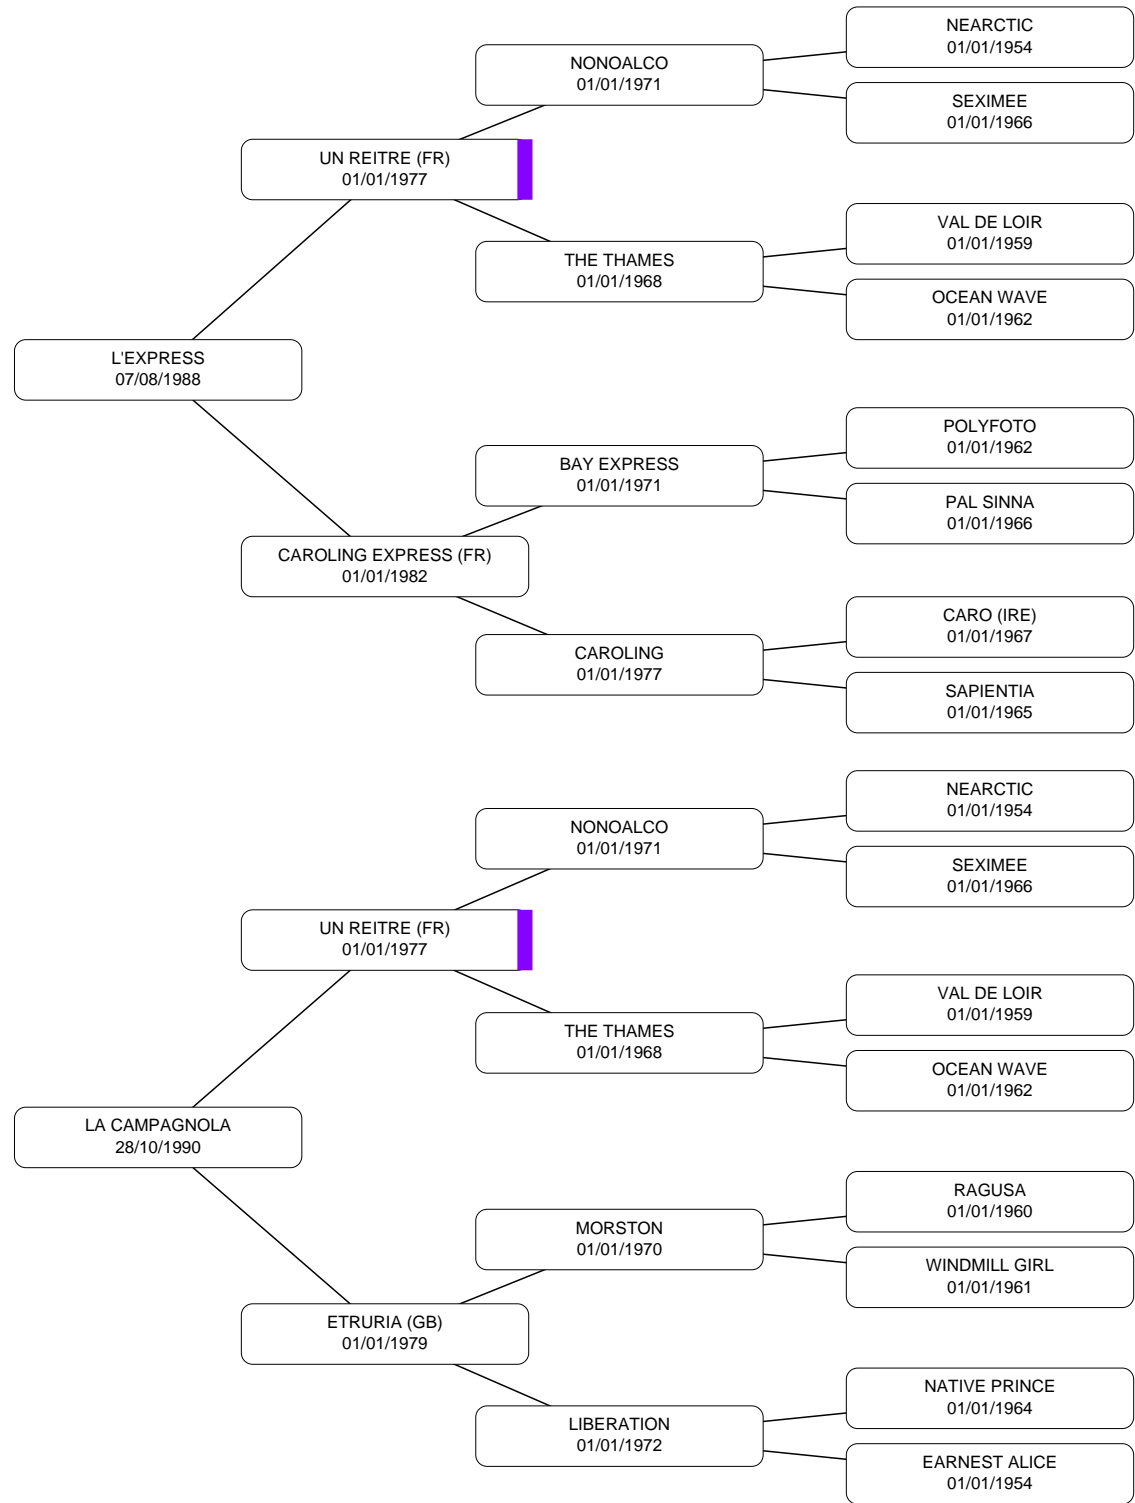 NEARCTIC
01/01/1954
NONOALCO
01/01/1971
SEXIMEE
01/01/1966
UN REITRE (FR)
01/01/1977
VAL DE LOIR
01/01/1959
THE THAMES
01/01/1968
OCEAN WAVE
01/01/1962
L'EXPRESS
07/08/1988
POLYFOTO
01/01/1962
BAY EXPRESS
01/01/1971
PAL SINNA
01/01/1966
CAROLING EXPRESS (FR)
01/01/1982
CARO (IRE)
01/01/1967
CAROLING
01/01/1977
SAPIENTIA
01/01/1965
NEARCTIC
01/01/1954
NONOALCO
01/01/1971
SEXIMEE
01/01/1966
UN REITRE (FR)
01/01/1977
VAL DE LOIR
01/01/1959
THE THAMES
01/01/1968
OCEAN WAVE
01/01/1962
LA CAMPAGNOLA
28/10/1990
RAGUSA
01/01/1960
MORSTON
01/01/1970
WINDMILL GIRL
01/01/1961
ETRURIA (GB)
01/01/1979
NATIVE PRINCE
01/01/1964
LIBERATION
01/01/1972
EARNEST ALICE
01/01/1954